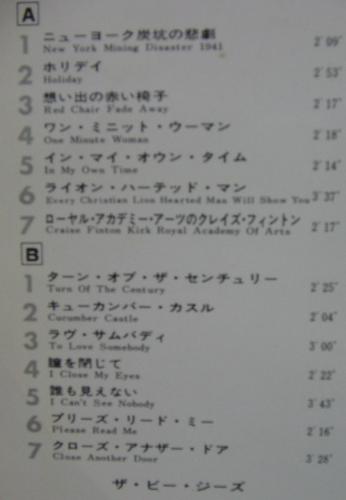 A
1 ニューヨーク炭坑の悲劇 2´09″
New York Mining Disaster 1941
2 ホリデイ 2´53″
Holiday
3 想い出の赤い椅子 2´17″
Red Chair Fade Away
4 ワン・ミニット・ウーマン 2´18″
One Minute Woman
5 イン・マイ・オウン・タイム 2´14″
In My Own Time
6 ライオン・ハーテッド・マン 3´37″
Every Christian Lion Hearted Man Will Show You
7 ローヤル・アカデミー・アーツのクレイズ・フィントン 2´17″
Craise Finton Kirk Royal Academy Of Arts
B
1 ターン・オブ・ザ・センチュリー 2´25″
Turn Of The Century
2 キューカンバー・カスル 2´04″
Cucumber Castle
3 ラヴ・サムバディ 3´00″
To Love Somebody
4 瞳を閉じて 2´22″
I Close My Eyes
5 誰も見えない 3´43″
I Can't See Nobody
6 プリーズ・リード・ミー 2´16″
Please Read Me
7 クローズ・アナザー・ドア 3´28″
Close Another Door
ザ・ビー・ジーズ